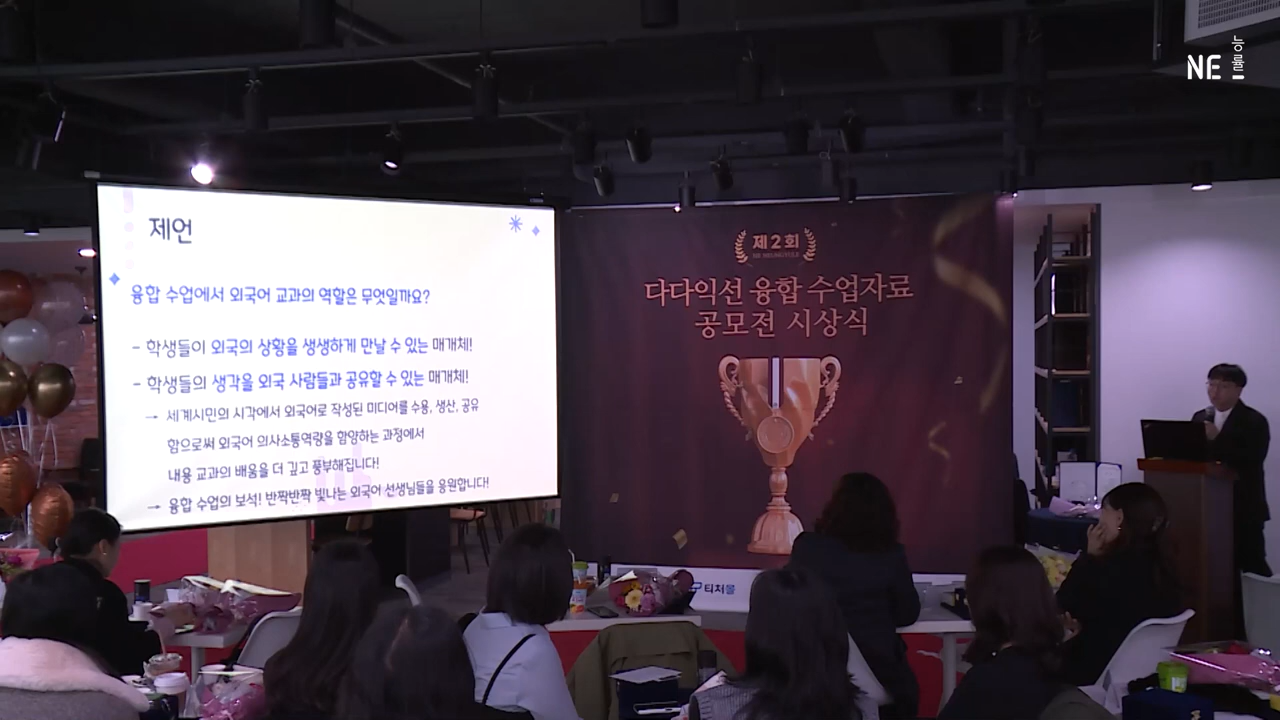 NE 능률
제언
융합 수업에서 외국어 교과의 역할은 무엇일까요?
- 학생들이 외국의 상황을 생생하게 만날 수 있는 매개체!
- 학생들의 생각을 외국 사람들과 공유할 수 있는 매개체!
→ 세계시민의 시각에서 외국어로 작성된 미디어를 수용, 생산, 공유
함으로써 외국어 의사소통역량을 함양하는 과정에서
내용 교과의 배움을 더 깊고 풍부해집니다!
→ 융합 수업의 보석! 반짝반짝 빛나는 외국어 선생님들을 응원합니다!
제2회
NE NEUNGYULE
다다익선 융합 수업자료
공모전 시상식
티처몰